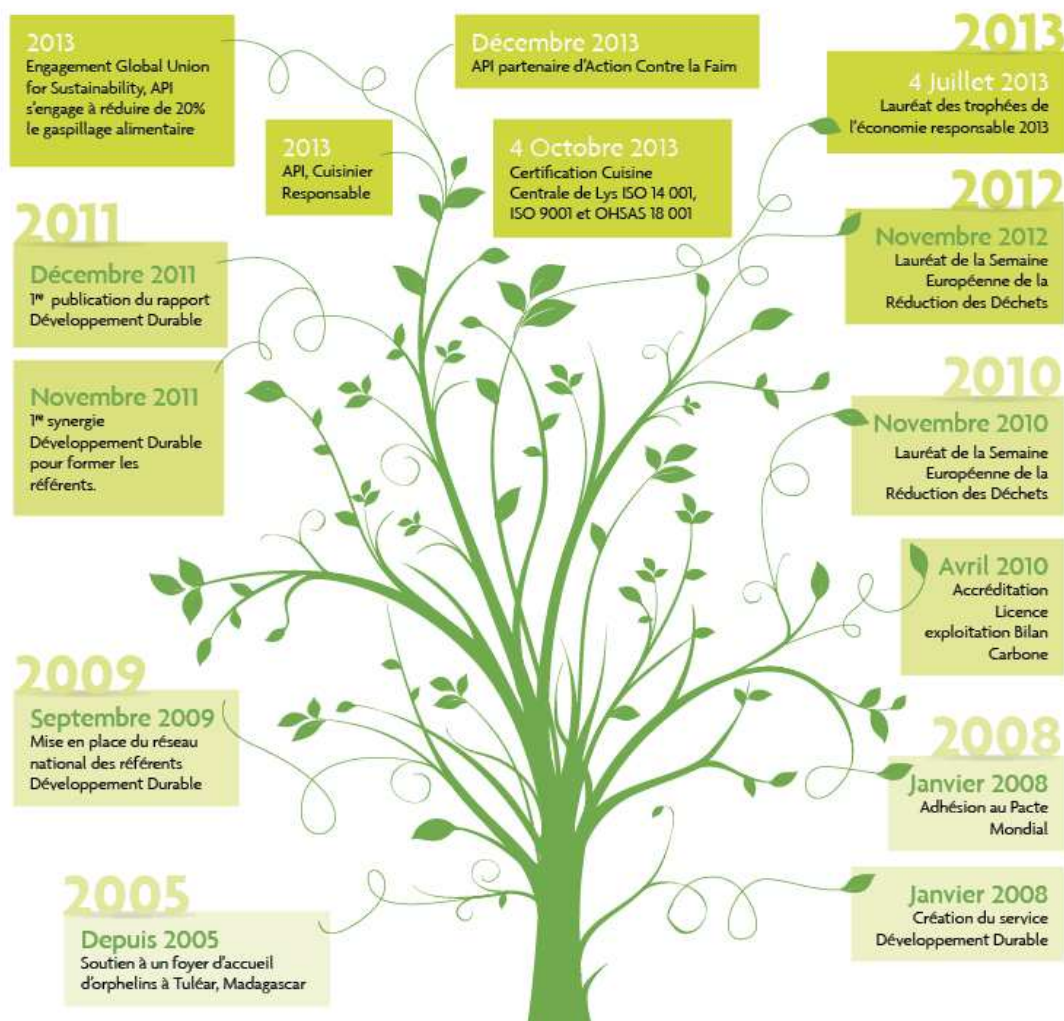 2013
Engagement Global Union
for Sustainability, API
s'engage à réduire de 20%
le gaspillage alimentaire
Décembre 2013
API partenaire d'Action Contre la Faim
2013
API, Cuisinier
Responsable
4 Octobre 2013
Certification Cuisine
Centrale de Lys ISO 14 001,
ISO 9001 et OHSAS 18 001
2013
4 Juillet 2013
Lauréat des trophées de
l'économie responsable 2013
2012
Novembre 2012
Lauréat de la Semaine
Européenne de la
Réduction des Déchets
2011
Décembre 2011
1re publication du rapport
Développement Durable
Novembre 2011
1re synergie
Développement Durable
pour former les
référents.
2010
Novembre 2010
Lauréat de la Semaine
Européenne de la
Réduction des Déchets
Avril 2010
Accréditation
Licence
exploitation Bilan
Carbone
2009
Septembre 2009
Mise en place du réseau
national des référents
Développement Durable
2008
Janvier 2008
Adhésion au Pacte
Mondial
Janvier 2008
Création du service
Développement Durable
2005
Depuis 2005
Soutien à un foyer d'accueil
d'orphelins à Tuléar, Madagascar